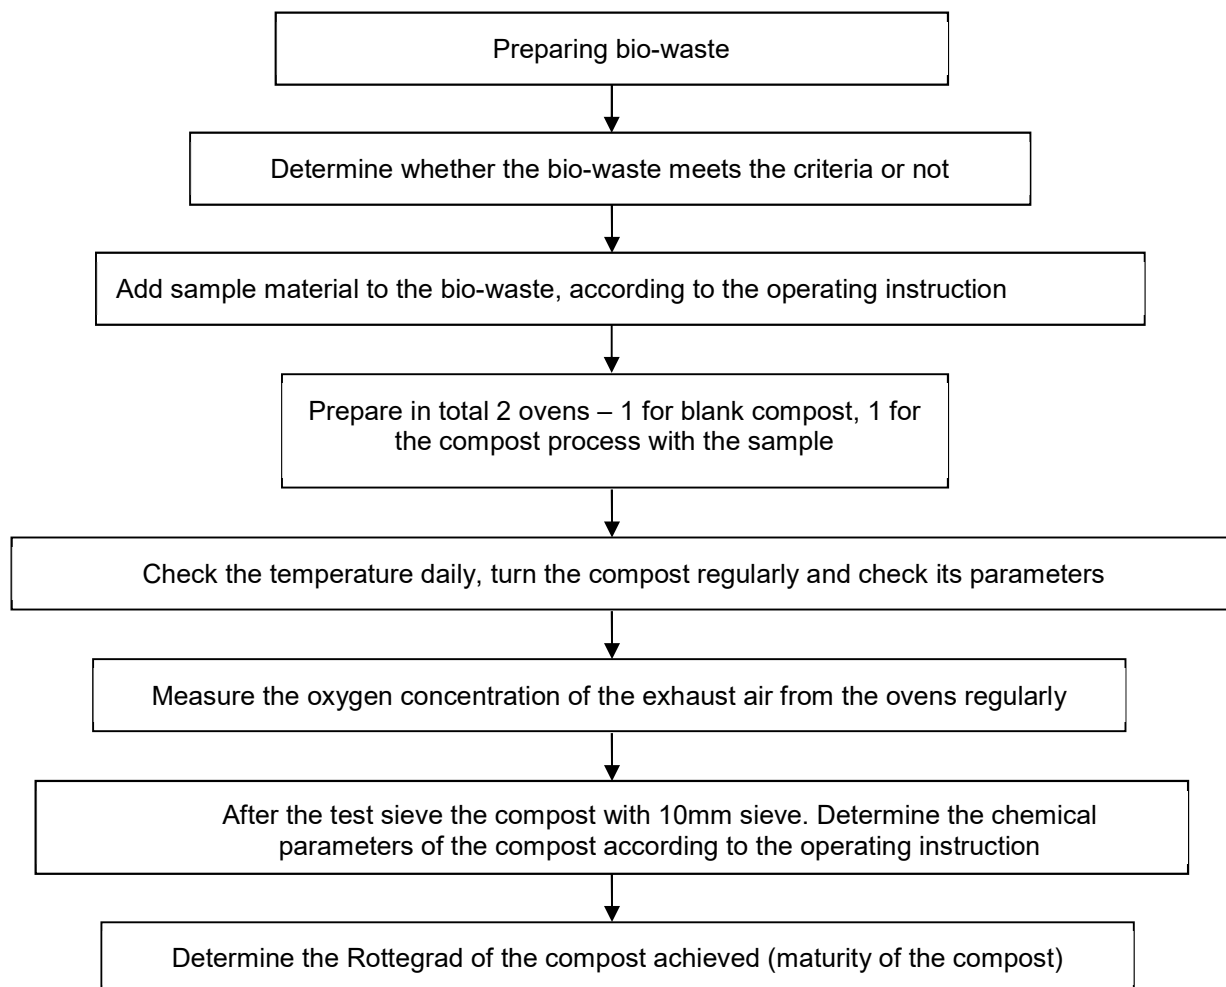 Preparing bio-waste
Determine whether the bio-waste meets the criteria or not
Add sample material to the bio-waste, according to the operating instruction
Prepare in total 2 ovens – 1 for blank compost, 1 for
the compost process with the sample
Check the temperature daily, turn the compost regularly and check its parameters
Measure the oxygen concentration of the exhaust air from the ovens regularly
After the test sieve the compost with 10mm sieve. Determine the chemical
parameters of the compost according to the operating instruction
Determine the Rottegrad of the compost achieved (maturity of the compost)